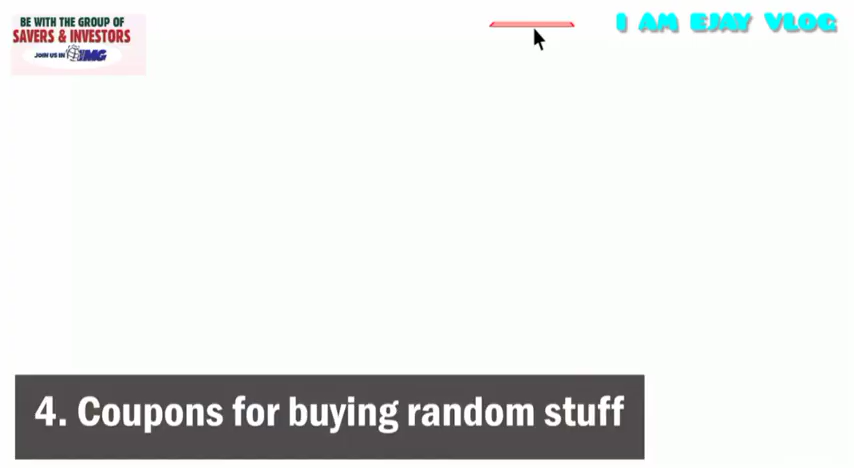 BE WITH THE GROUP OF
SAVERS & INVESTORS
JOIN US IN IMG
I AM EJAY VLOG
4. Coupons for buying random stuff